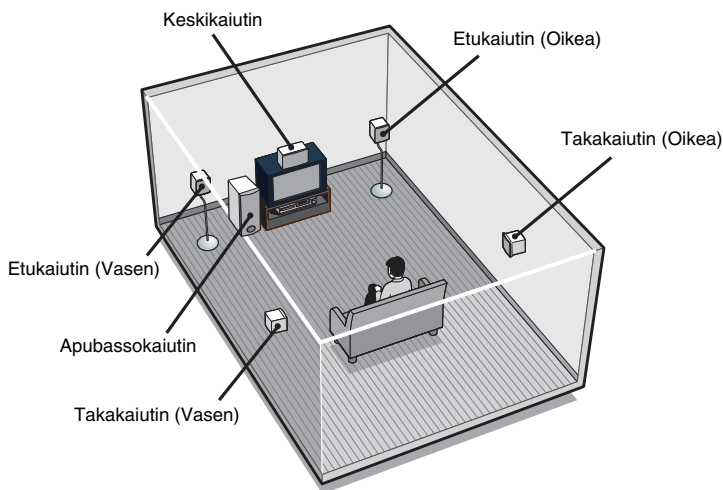 Keskikaiutin
Etukaiutin (Oikea)
Takakaiutin (Oikea)
Etukaiutin (Vasen)
Apubassokaiutin
Takakaiutin (Vasen)